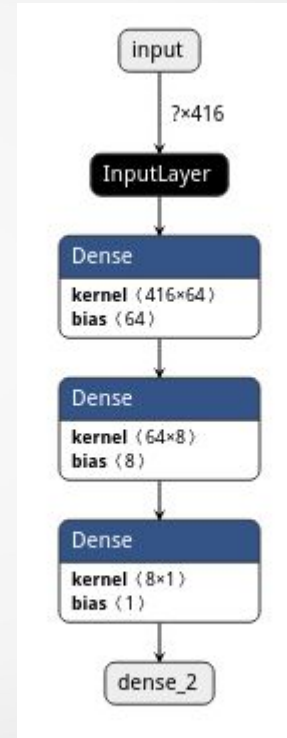 input
?×416
InputLayer
Dense
kernel ⟨416×64⟩
bias ⟨64⟩
Dense
kernel ⟨64×8⟩
bias ⟨8⟩
Dense
kernel ⟨8×1⟩
bias ⟨1⟩
dense_2